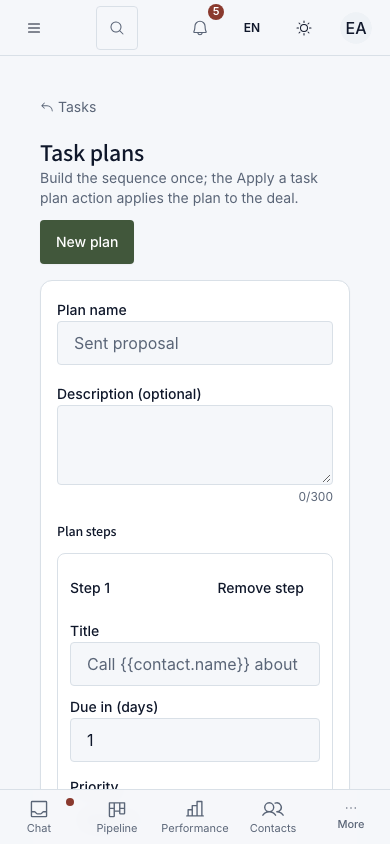 5
EN
EA
Tasks
Task plans
Build the sequence once; the Apply a task
plan action applies the plan to the deal.
New plan
Plan name
Sent proposal
Description (optional)
0/300
Plan steps
Step 1
Remove step
Title
Call {{contact.name}} about
Due in (days)
1
Priority
Chat
Pipeline
Performance
Contacts
More